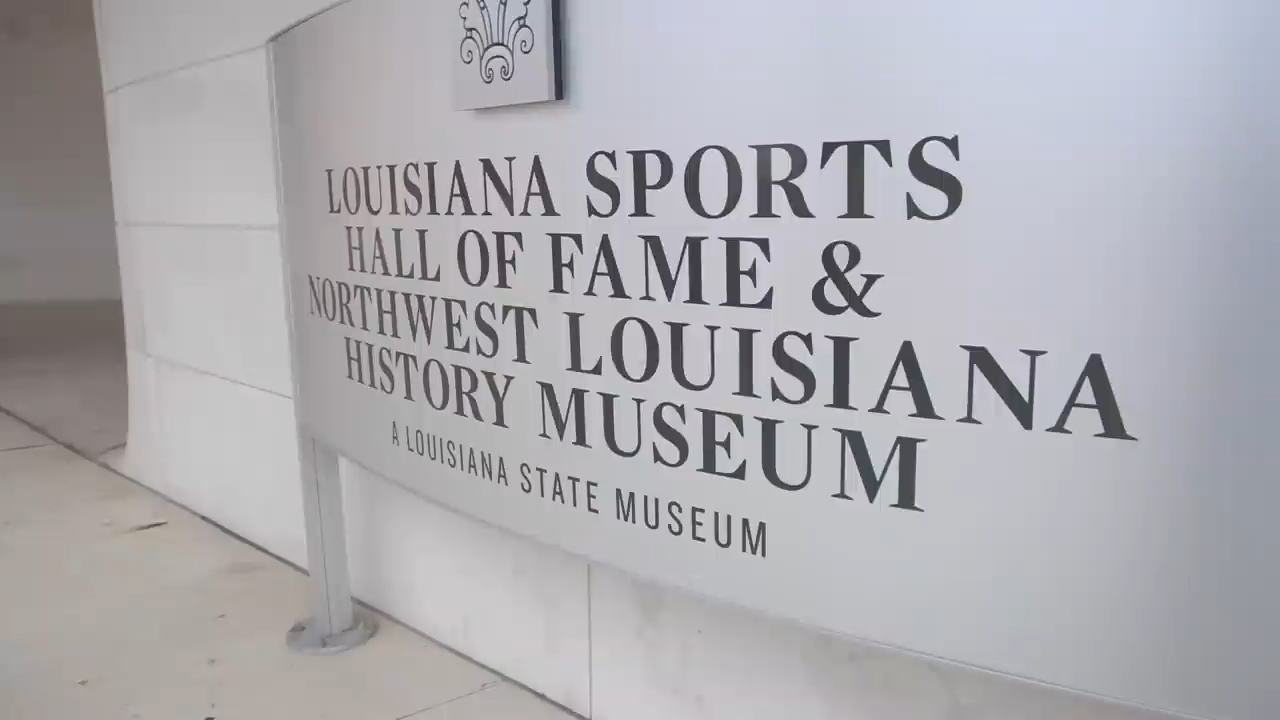 LOUISIANA SPORTS
HALL OF FAME &
NORTHWEST LOUISIANA
HISTORY MUSEUM
A LOUISIANA STATE MUSEUM